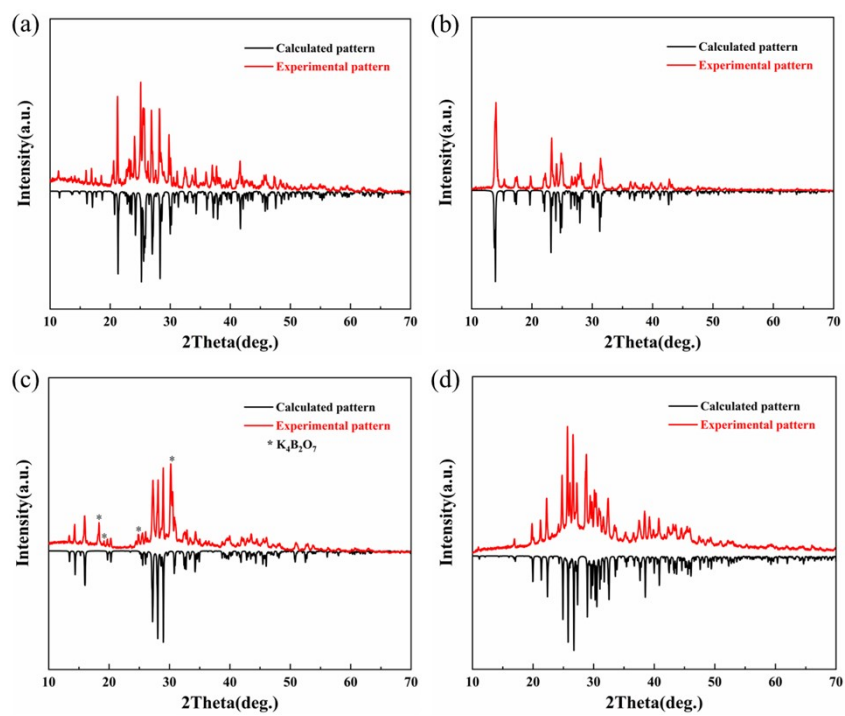 (a)
Calculated pattern
Experimental pattern
Intensity(a.u.)
10 20 30 40 50 60 70
2Theta(deg.)
(b)
Calculated pattern
Experimental pattern
Intensity(a.u.)
10 20 30 40 50 60 70
2Theta(deg.)
(c)
Calculated pattern
Experimental pattern
* K₄B₂O₇
* * * * *
Intensity(a.u.)
10 20 30 40 50 60 70
2Theta(deg.)
(d)
Calculated pattern
Experimental pattern
Intensity(a.u.)
10 20 30 40 50 60 70
2Theta(deg.)